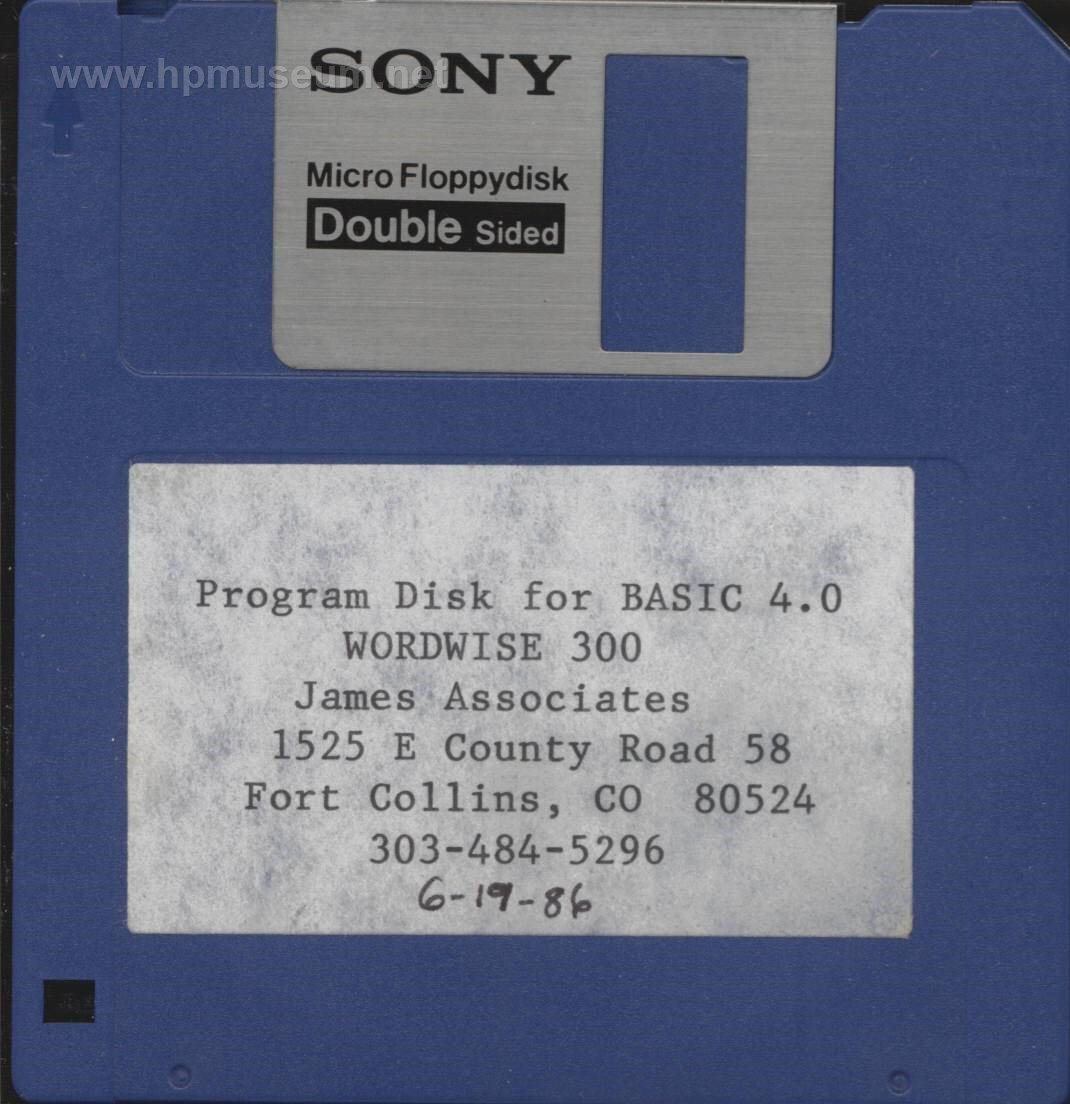 www.hpmuseum.net
SONY
Micro Floppydisk
Double Sided
Program Disk for BASIC 4.0
WORDWISE 300
James Associates
1525 E County Road 58
Fort Collins, CO 80524
303-484-5296
6-19-86